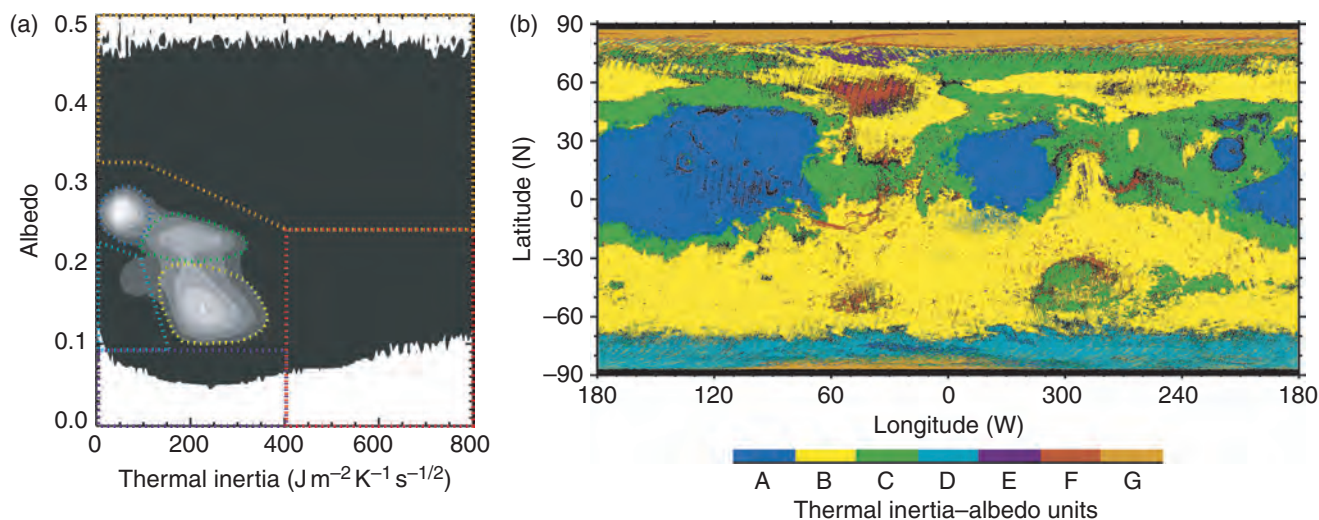 (a)
0.5
0.4
0.3
0.2
0.1
0.0
Albedo
0 200 400 600 800
Thermal inertia (J m−2 K−1 s−1/2)
(b)
90
60
30
0
−30
−60
−90
Latitude (N)
180 120 60 0 300 240 180
Longitude (W)
A B C D E F G
Thermal inertia–albedo units